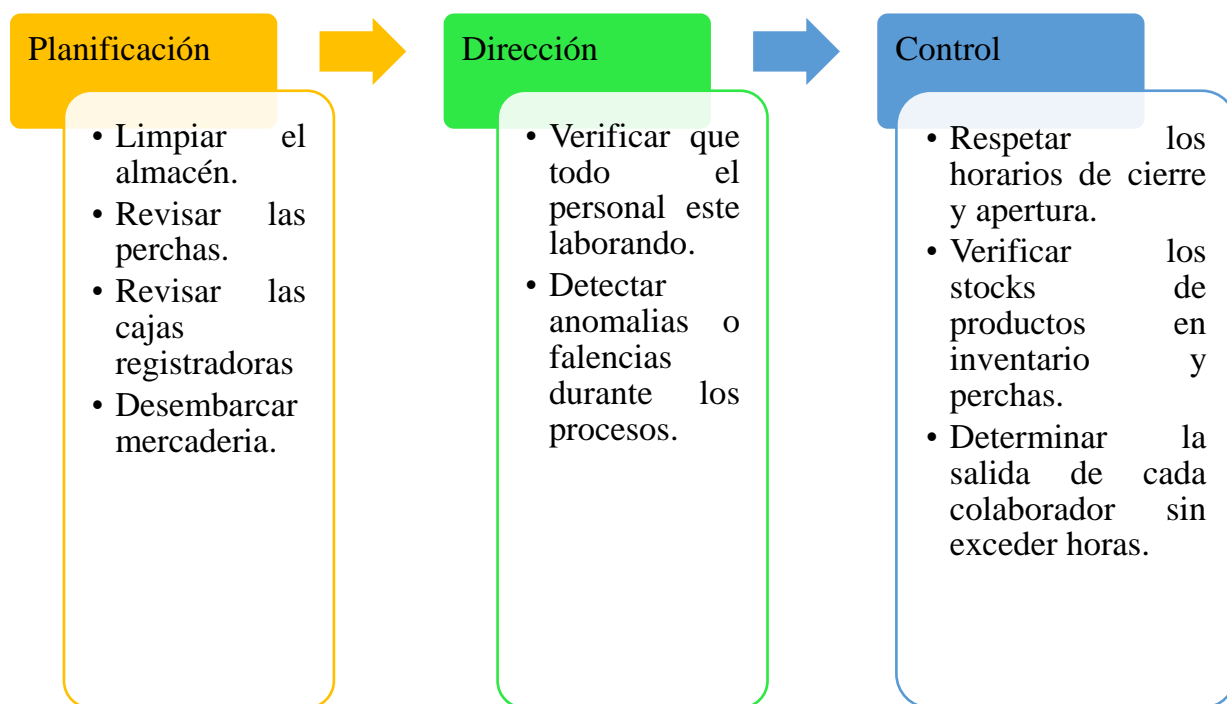 Planificación
• Limpiar el
almacén.
• Revisar las
perchas.
• Revisar las
cajas
registradoras
• Desembarcar
mercaderia.
Dirección
• Verificar que
todo el
personal este
laborando.
• Detectar
anomalias o
falencias
durante los
procesos.
Control
• Respetar los
horarios de cierre
y apertura.
• Verificar los
stocks de
productos en
inventario y
perchas.
• Determinar la
salida de cada
colaborador sin
exceder horas.